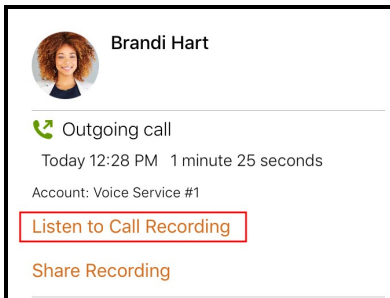 Brandi Hart
Outgoing call
Today 12:28 PM 1 minute 25 seconds
Account: Voice Service #1
Listen to Call Recording
Share Recording